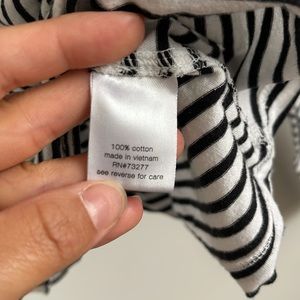 100% cotton
made in vietnam
RN#73277
see reverse for care